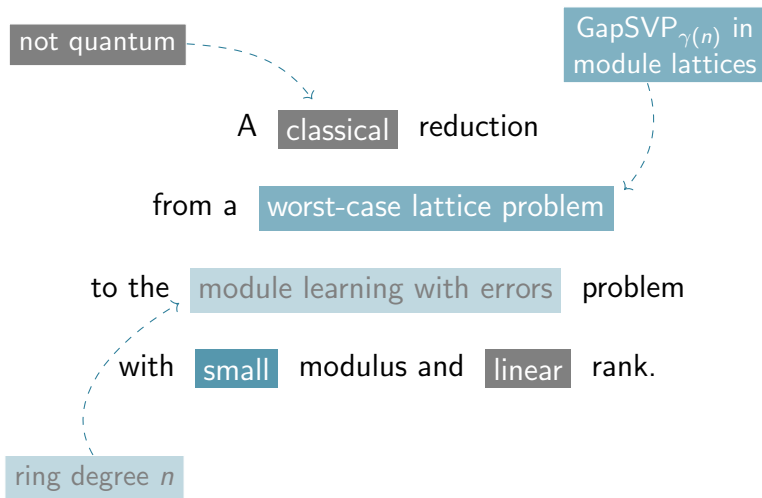 not quantum
GapSVP_{γ(n)} in
module lattices
A classical reduction
from a worst-case lattice problem
to the module learning with errors problem
with small modulus and linear rank.
ring degree n